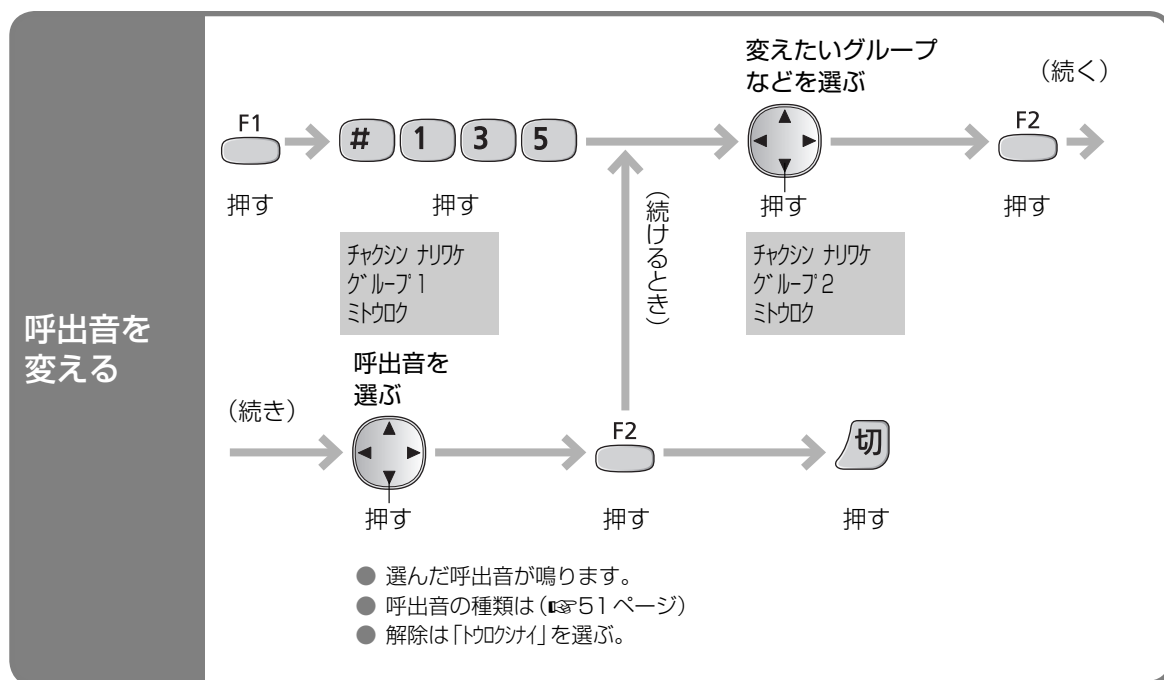 呼出音を
変える
変えたいグループ
などを選ぶ
（続く）
F1
# 1 3 5
F2
押す
押す
押す
押す
（続けるとき）
ﾁｬｸｼﾝ ﾅﾘﾜｹ
ｸﾞﾙｰﾌﾟ1
ﾐﾄｳﾛｸ
ﾁｬｸｼﾝ ﾅﾘﾜｹ
ｸﾞﾙｰﾌﾟ2
ﾐﾄｳﾛｸ
呼出音を
選ぶ
（続き）
F2
切
押す
押す
押す
● 選んだ呼出音が鳴ります。
● 呼出音の種類は（☞51ページ）
● 解除は「ﾄｳﾛｸｼﾅｲ」を選ぶ。